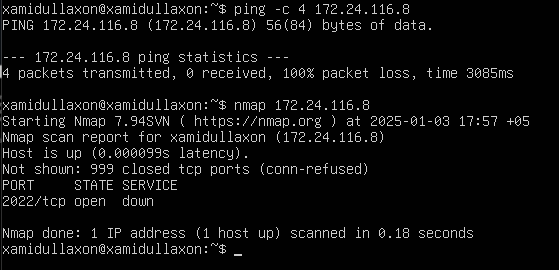 xamidullaxon@xamidullaxon:~$ ping -c 4 172.24.116.8
PING 172.24.116.8 (172.24.116.8) 56(84) bytes of data.
--- 172.24.116.8 ping statistics ---
4 packets transmitted, 0 received, 100% packet loss, time 3085ms
xamidullaxon@xamidullaxon:~$ nmap 172.24.116.8
Starting Nmap 7.94SVN ( https://nmap.org ) at 2025-01-03 17:57 +05
Nmap scan report for xamidullaxon (172.24.116.8)
Host is up (0.000099s latency).
Not shown: 999 closed tcp ports (conn-refused)
PORT     STATE SERVICE
2022/tcp open  down
Nmap done: 1 IP address (1 host up) scanned in 0.18 seconds
xamidullaxon@xamidullaxon:~$ _